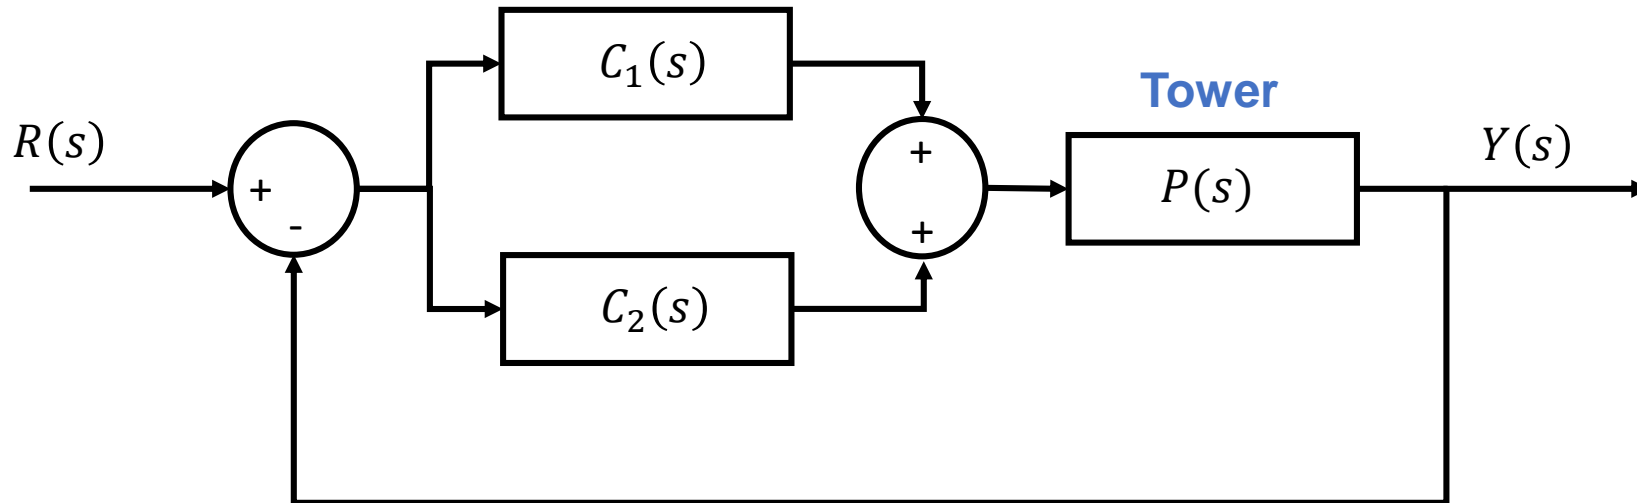 C₁(s)
Tower
R(s)
Y(s)
+
+
P(s)
-
+
C₂(s)